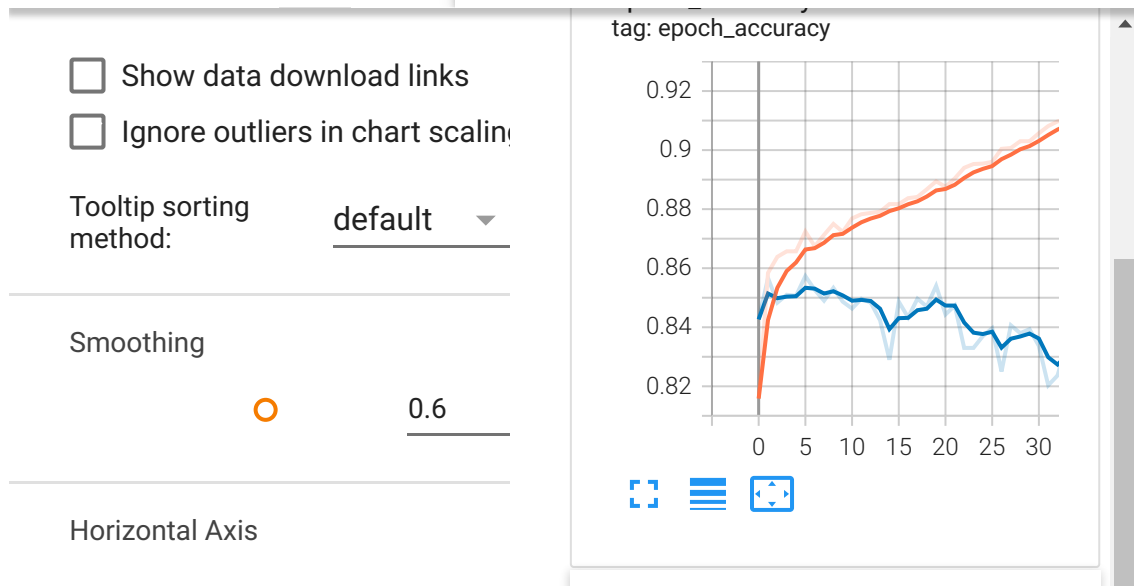 tag: epoch_accuracy
Show data download links
Ignore outliers in chart scaling
Tooltip sorting
method:
default
Smoothing
0.6
Horizontal Axis
0.92
0.9
0.88
0.86
0.84
0.82
0 5 10 15 20 25 30